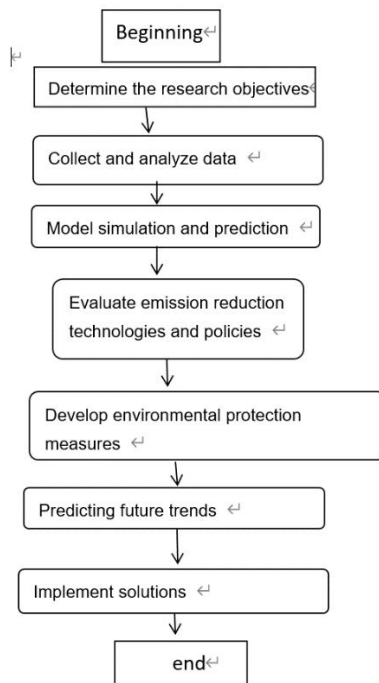 Beginning
Determine the research objectives
Collect and analyze data
Model simulation and prediction
Evaluate emission reduction
technologies and policies
Develop environmental protection
measures
Predicting future trends
Implement solutions
end